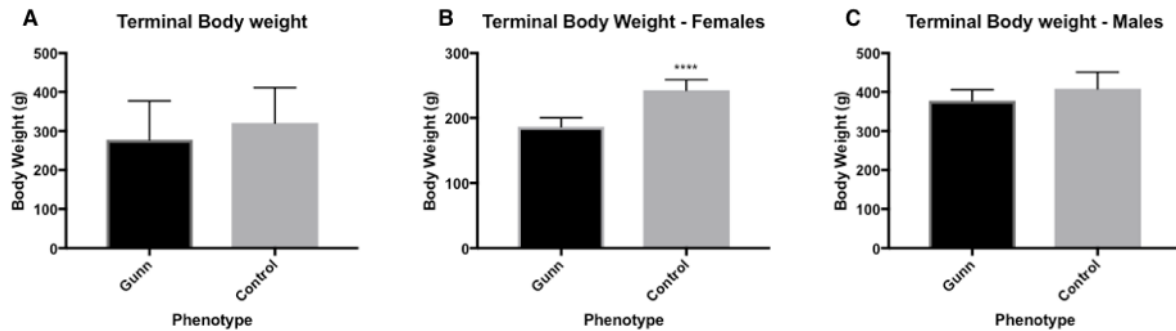 A
Terminal Body weight
Body Weight (g)
500
400
300
200
100
0
Gunn
Control
Phenotype
B
Terminal Body Weight - Females
Body Weight (g)
300
200
100
0
****
Gunn
Control
Phenotype
C
Terminal Body weight - Males
Body Weight (g)
500
400
300
200
100
0
Gunn
Control
Phenotype